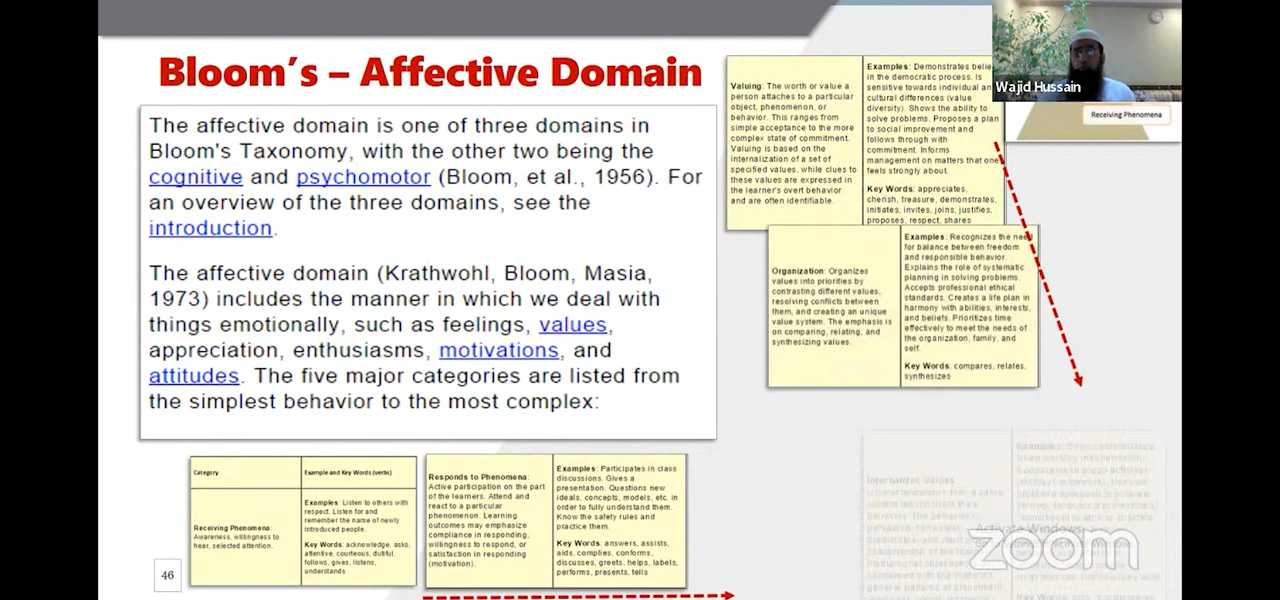 Bloom's – Affective Domain
The affective domain is one of three domains in
Bloom's Taxonomy, with the other two being the
cognitive and psychomotor (Bloom, et al., 1956). For
an overview of the three domains, see the
introduction.
The affective domain (Krathwohl, Bloom, Masia,
1973) includes the manner in which we deal with
things emotionally, such as feelings, values,
appreciation, enthusiasms, motivations, and
attitudes. The five major categories are listed from
the simplest behavior to the most complex:
Category
Example and Key Words (verbs)
Receiving Phenomena:
Awareness, willingness to
hear, selected attention.
Examples: Listen to others with
respect. Listen for and
remember the name of newly
introduced people.
Key Words: acknowledge, asks,
attentive, courteous, dutiful,
follows, gives, listens,
understands
Responds to Phenomena:
Active participation on the part
of the learners. Attend and
react to a particular
phenomenon. Learning
outcomes may emphasize
compliance in responding,
willingness to respond, or
satisfaction in responding
(motivation).
Examples: Participates in class
discussions. Gives a
presentation. Questions new
ideals, concepts, models, etc. in
order to fully understand them.
Know the safety rules and
practice them.
Key Words: answers, assists,
aids, complies, conforms,
discusses, greets, helps, labels,
performs, presents, tells
Valuing: The worth or value a
person attaches to a particular
object, phenomenon, or
behavior. This ranges from
simple acceptance to the more
complex state of commitment.
Valuing is based on the
internalization of a set of
specified values, while clues to
these values are expressed in
the learner's overt behavior
and are often identifiable.
Examples: Demonstrates belie
in the democratic process. Is
sensitive towards individual an
cultural differences (value
diversity). Shows the ability to
solve problems. Proposes a plan
to social improvement and
follows through with
commitment. Informs
management on matters that one
feels strongly about.
Key Words: appreciates,
cherish, treasure, demonstrates,
initiates, invites, joins, justifies,
proposes, respect, shares
Organization: Organizes
values into priorities by
contrasting different values,
resolving conflicts between
them, and creating an unique
value system. The emphasis is
on comparing, relating, and
synthesizing values.
Examples: Recognizes the need
for balance between freedom
and responsible behavior.
Explains the role of systematic
planning in solving problems.
Accepts professional ethical
standards. Creates a life plan in
harmony with abilities, interests,
and beliefs. Prioritizes time
effectively to meet the needs of
the organization, family, and
self.
Key Words: compares, relates,
synthesizes
Wajid Hussain
Receiving Phenomena
Activate Windows
zoom
46